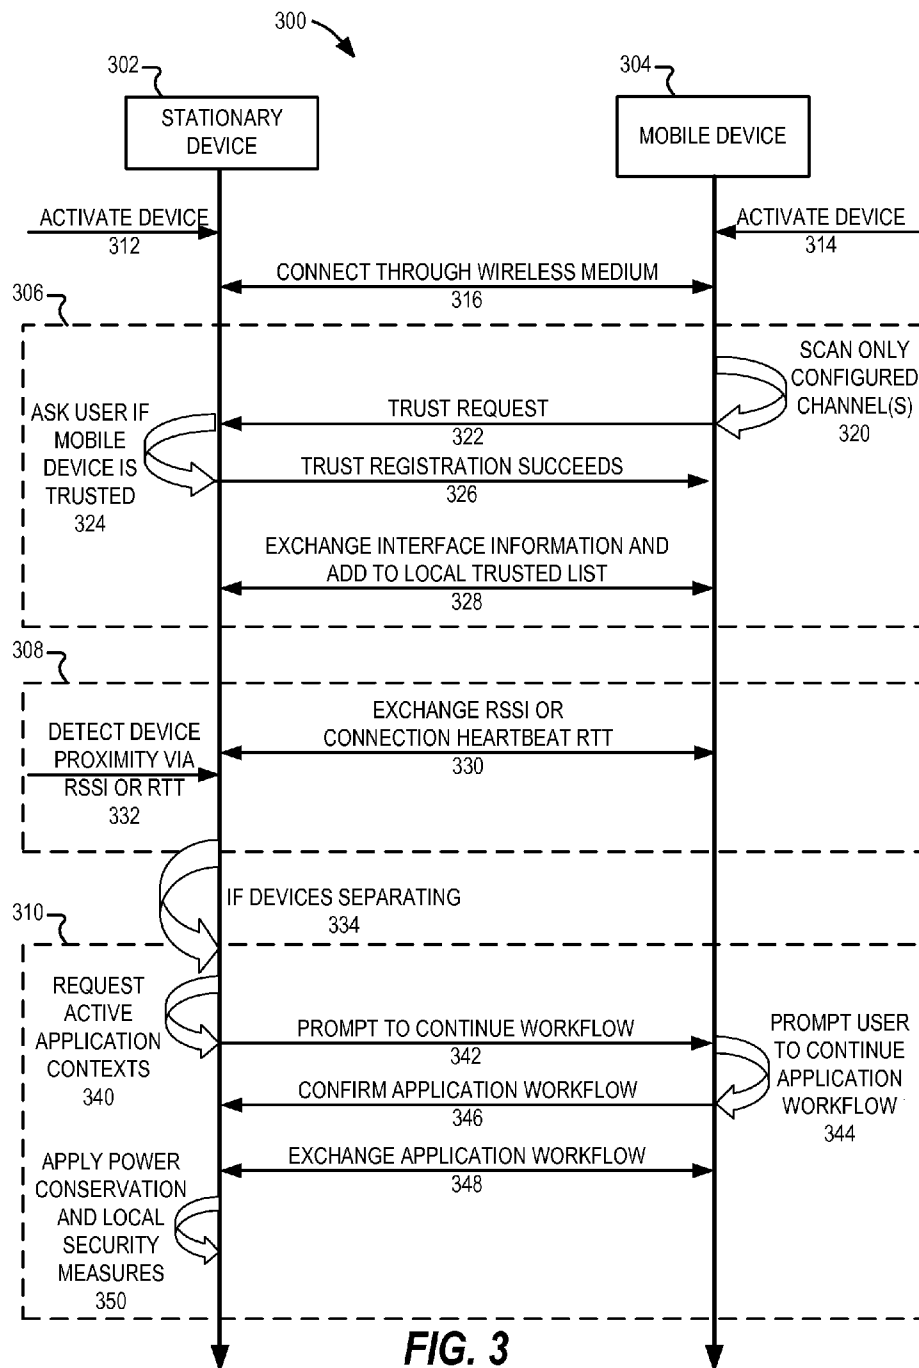 300
302
304
STATIONARY
DEVICE
MOBILE DEVICE
ACTIVATE DEVICE
312
ACTIVATE DEVICE
314
CONNECT THROUGH WIRELESS MEDIUM
316
306
SCAN ONLY
CONFIGURED
CHANNEL(S)
320
TRUST REQUEST
322
ASK USER IF
MOBILE
DEVICE IS
TRUSTED
324
TRUST REGISTRATION SUCCEEDS
326
EXCHANGE INTERFACE INFORMATION AND
ADD TO LOCAL TRUSTED LIST
328
308
EXCHANGE RSSI OR
CONNECTION HEARTBEAT RTT
330
DETECT DEVICE
PROXIMITY VIA
RSSI OR RTT
332
IF DEVICES SEPARATING
334
310
REQUEST
ACTIVE
APPLICATION
CONTEXTS
340
PROMPT TO CONTINUE WORKFLOW
342
PROMPT USER
TO CONTINUE
APPLICATION
WORKFLOW
344
CONFIRM APPLICATION WORKFLOW
346
EXCHANGE APPLICATION WORKFLOW
348
APPLY POWER
CONSERVATION
AND LOCAL
SECURITY
MEASURES
350
FIG. 3